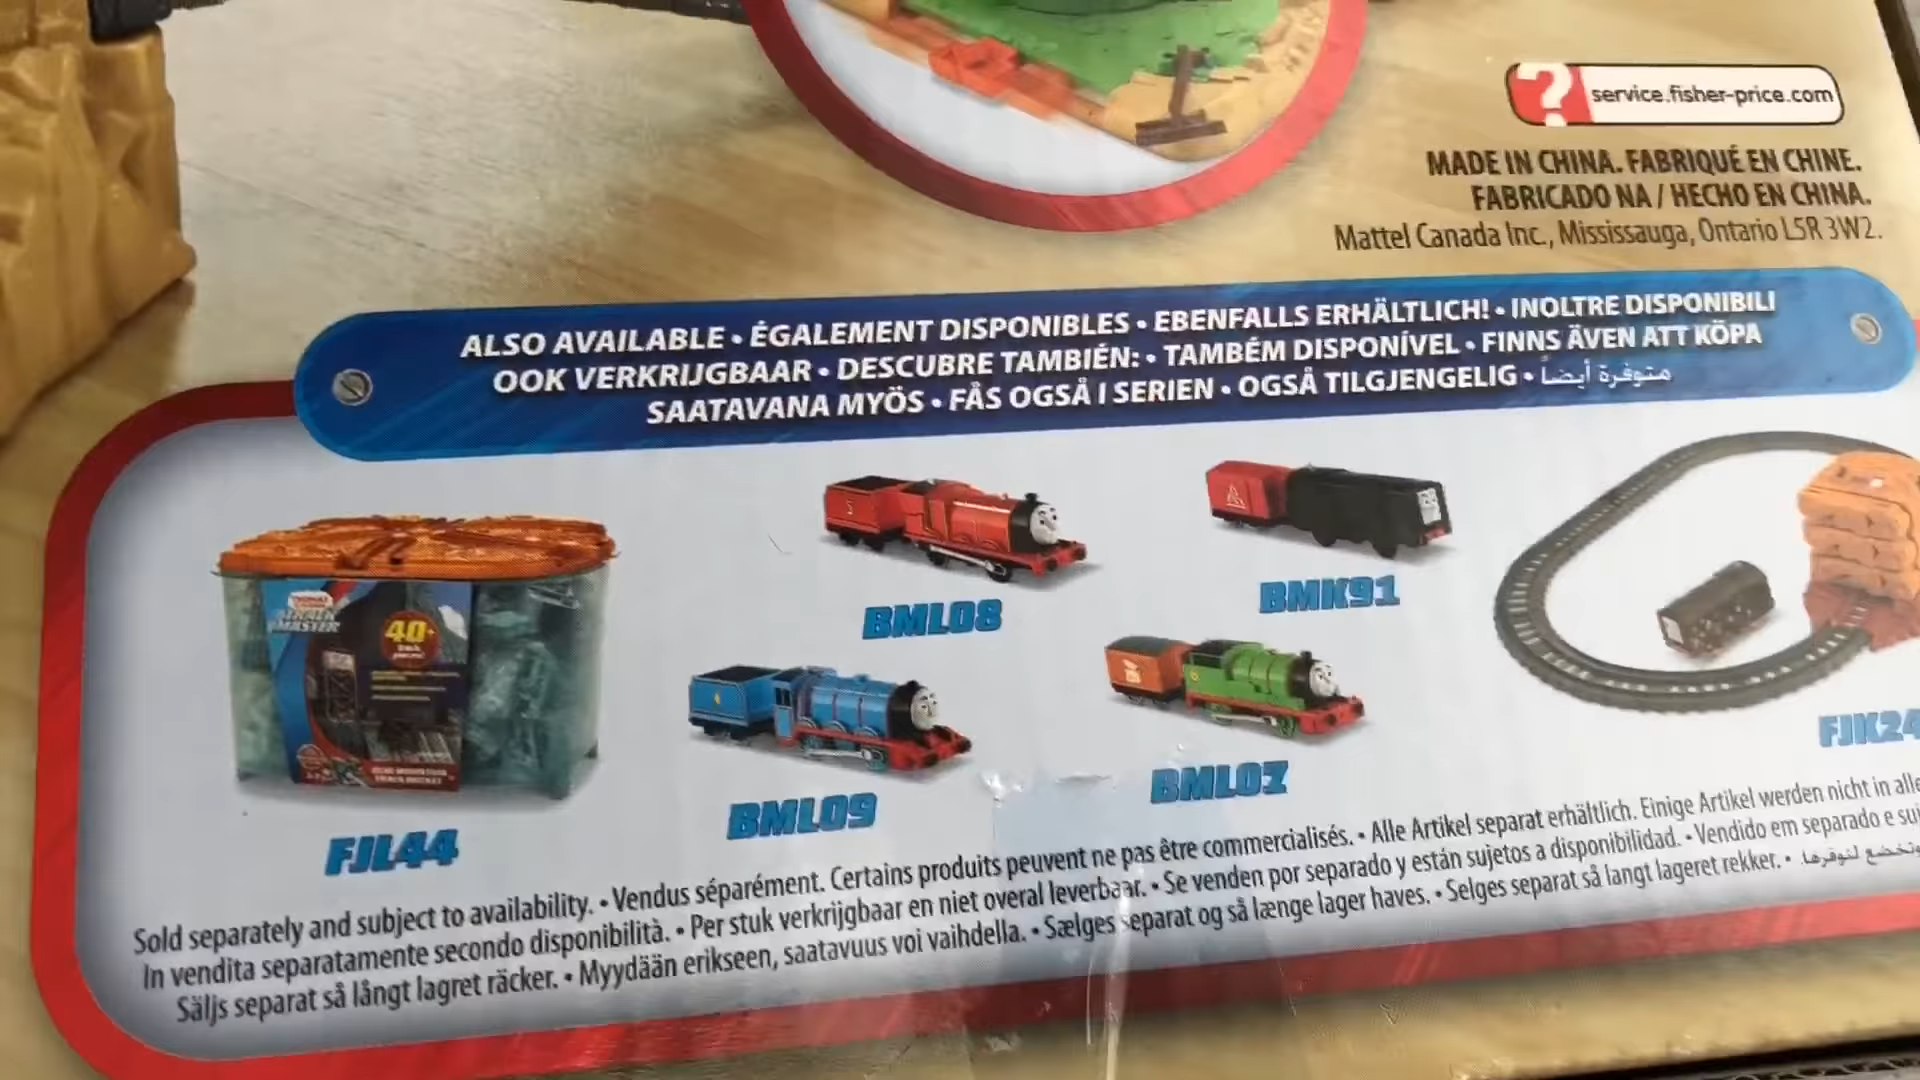 service.fisher-price.com
MADE IN CHINA. FABRIQUÉ EN CHINE.
FABRICADO NA / HECHO EN CHINA.
Mattel Canada Inc., Mississauga, Ontario L5R 3W2.
ALSO AVAILABLE • ÉGALEMENT DISPONIBLES • EBENFALLS ERHÄLTLICH! • INOLTRE DISPONIBILI
OOK VERKRIJGBAAR • DESCUBRE TAMBIÉN: • TAMBÉM DISPONÍVEL • FINNS ÄVEN ATT KÖPA
SAATAVANA MYÖS • FÅS OGSÅ I SERIEN • OGSÅ TILGJENGELIG • متوفرة أيضاً
THOMAS
TRACK
MASTER
40+
BML08
BMK91
BML09
BML07
FJK24
FJL44
Sold separately and subject to availability. • Vendus séparément. Certains produits peuvent ne pas être commercialisés. • Alle Artikel separat erhältlich. Einige Artikel werden nicht in alle
In vendita separatamente secondo disponibilità. • Per stuk verkrijgbaar en niet overal leverbaar. • Se venden por separado y están sujetos a disponibilidad. • Vendido em separado e
Säljs separat så långt lagret räcker. • Myydään erikseen, saatavuus voi vaihdella. • Sælges separat og så længe lager haves. • Selges separat så langt lageret rekker. •